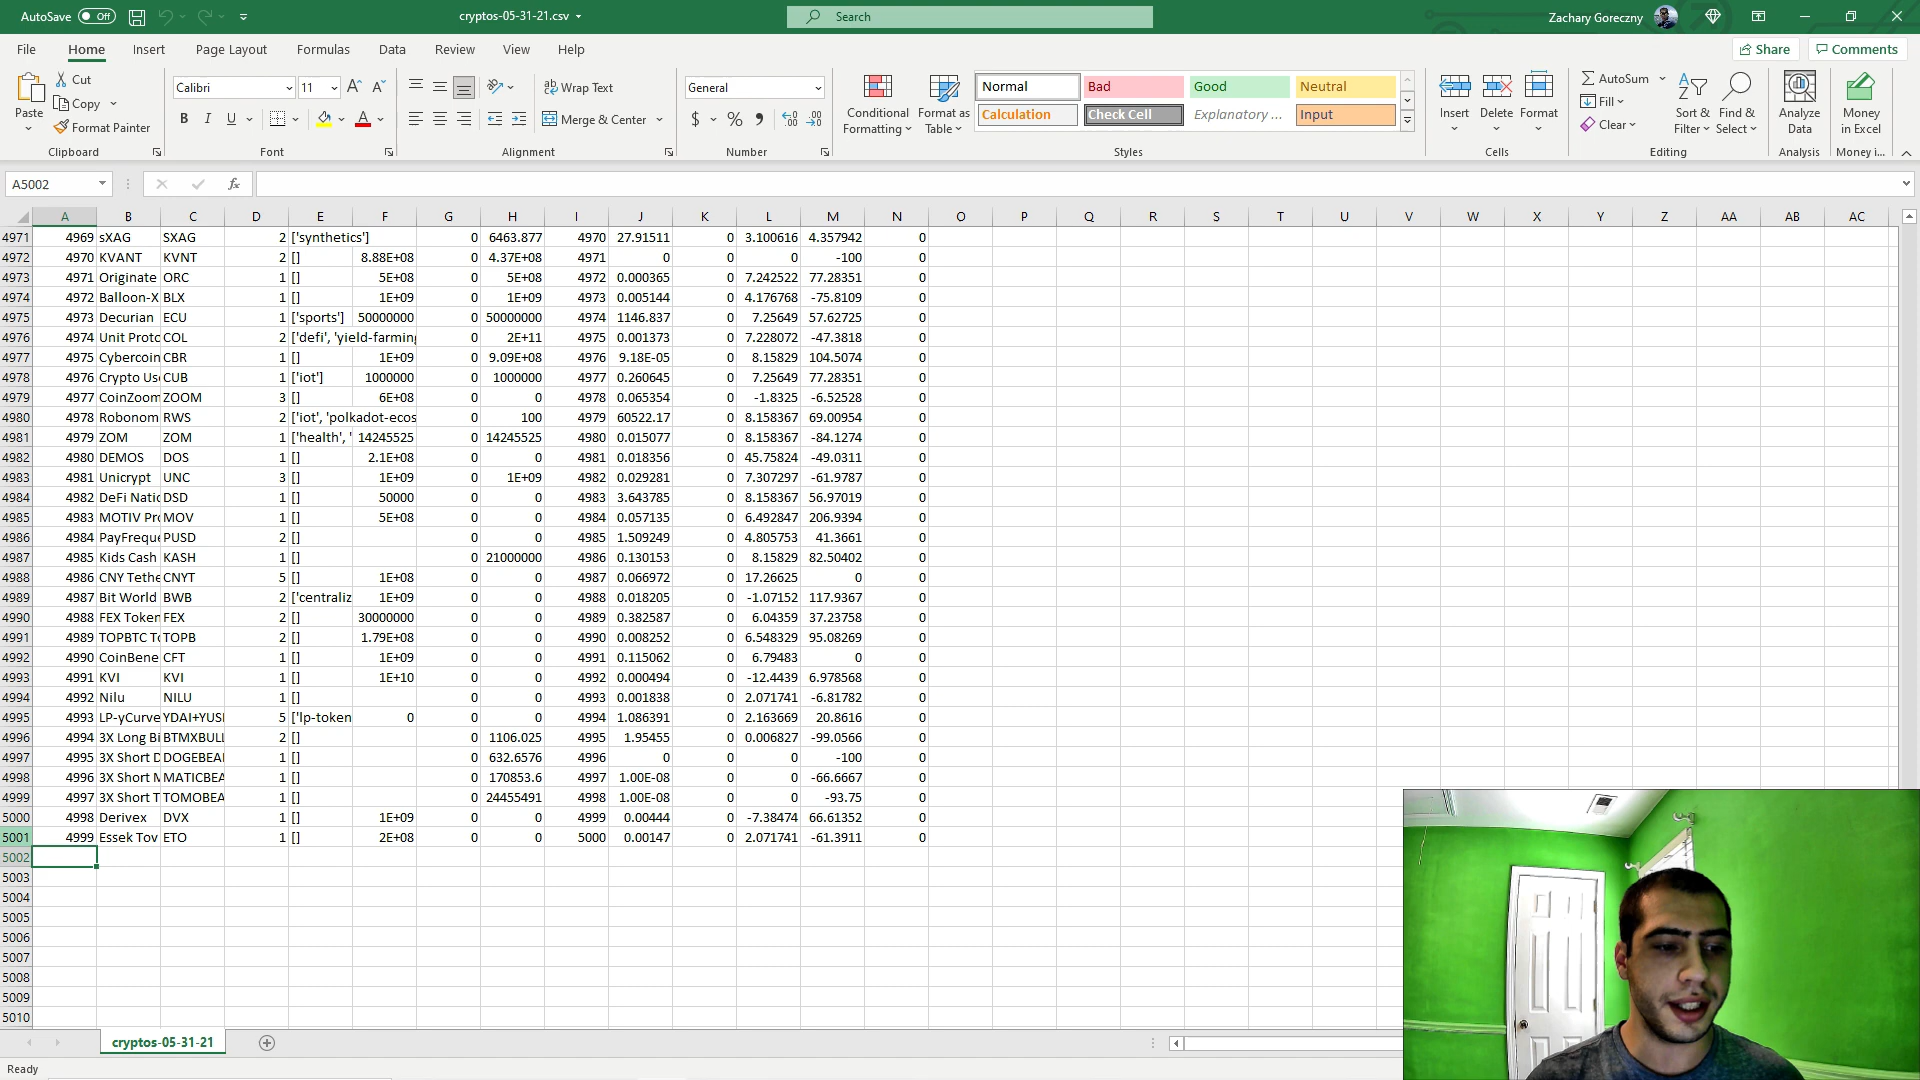 AutoSave Off cryptos-05-31-21.csv Search Zachary Goreczny
File Home Insert Page Layout Formulas Data Review View Help Share Comments
Cut Calibri 11 Wrap Text General Normal Bad Good Neutral AutoSum
Copy Fill
Paste Format Painter B I U Merge & Center $ % Conditional Formatting Format as Table Calculation Check Cell Explanatory ... Input Insert Delete Format Clear Sort & Filter Find & Select Analyze Data Money in Excel
Clipboard Font Alignment Number Styles Cells Editing Analysis Money i...
A5002 fx
A B C D E F G H I J K L M N O P Q R S T U V W X Y Z AA AB AC
4971 4969 sXAG SXAG 2 ['synthetics'] 0 6463.877 4970 27.91511 0 3.100616 4.357942 0
4972 4970 KVANT KVNT 2 [] 8.88E+08 0 4.37E+08 4971 0 0 0 -100 0
4973 4971 Originate ORC 1 [] 5E+08 0 5E+08 4972 0.000365 0 7.242522 77.28351 0
4974 4972 Balloon-X BLX 1 [] 1E+09 0 1E+09 4973 0.005144 0 4.176768 -75.8109 0
4975 4973 Decurian ECU 1 ['sports'] 50000000 0 50000000 4974 1146.837 0 7.25649 57.62725 0
4976 4974 Unit Proto COL 2 ['defi', 'yield-farming 0 2E+11 4975 0.001373 0 7.228072 -47.3818 0
4977 4975 Cybercoin CBR 1 [] 1E+09 0 9.09E+08 4976 9.18E-05 0 8.15829 104.5074 0
4978 4976 Crypto Us CUB 1 ['iot'] 1000000 0 1000000 4977 0.260645 0 7.25649 77.28351 0
4979 4977 CoinZoom ZOOM 3 [] 6E+08 0 0 4978 0.065354 0 -1.8325 -6.52528 0
4980 4978 Robonom RWS 2 ['iot', 'polkadot-ecos 0 100 4979 60522.17 0 8.158367 69.00954 0
4981 4979 ZOM ZOM 1 ['health', ' 14245525 0 14245525 4980 0.015077 0 8.158367 -84.1274 0
4982 4980 DEMOS DOS 1 [] 2.1E+08 0 0 4981 0.018356 0 45.75824 -49.0311 0
4983 4981 Unicrypt UNC 3 [] 1E+09 0 1E+09 4982 0.029281 0 7.307297 -61.9787 0
4984 4982 DeFi Natio DSD 1 [] 50000 0 0 4983 3.643785 0 8.158367 56.97019 0
4985 4983 MOTIV Pro MOV 1 [] 5E+08 0 0 4984 0.057135 0 6.492847 206.9394 0
4986 4984 PayFreque PUSD 2 [] 0 0 4985 1.509249 0 4.805753 41.3661 0
4987 4985 Kids Cash KASH 1 [] 0 21000000 4986 0.130153 0 8.15829 82.50402 0
4988 4986 CNY Tethe CNYT 5 [] 1E+08 0 0 4987 0.066972 0 17.26625 0 0
4989 4987 Bit World BWB 2 ['centraliz 1E+09 0 0 4988 0.018205 0 -1.07152 117.9367 0
4990 4988 FEX Token FEX 2 [] 30000000 0 0 4989 0.382587 0 6.04359 37.23758 0
4991 4989 TOPBTC To TOPB 2 [] 1.79E+08 0 0 4990 0.008252 0 6.548329 95.08269 0
4992 4990 CoinBene CFT 1 [] 1E+09 0 0 4991 0.115062 0 6.79483 0 0
4993 4991 KVI KVI 1 [] 1E+10 0 0 4992 0.000494 0 -12.4439 6.978568 0
4994 4992 Nilu NILU 1 [] 0 0 4993 0.001838 0 2.071741 -6.81782 0
4995 4993 LP-yCurve YDAI+YUSI 5 ['lp-token 0 0 0 4994 1.086391 0 2.163669 20.8616 0
4996 4994 3X Long Bi BTMXBULL 2 [] 0 1106.025 4995 1.95455 0 0.006827 -99.0566 0
4997 4995 3X Short D DOGEBEA 1 [] 0 632.6576 4996 0 0 0 -100 0
4998 4996 3X Short M MATICBEA 1 [] 0 170853.6 4997 1.00E-08 0 0 -66.6667 0
4999 4997 3X Short T TOMOBEA 1 [] 0 24455491 4998 1.00E-08 0 0 -93.75 0
5000 4998 Derivex DVX 1 [] 1E+09 0 0 4999 0.00444 0 -7.38474 66.61352 0
5001 4999 Essek Tov ETO 1 [] 2E+08 0 0 5000 0.00147 0 2.071741 -61.3911 0
5002
5003
5004
5005
5006
5007
5008
5009
5010
cryptos-05-31-21
Ready